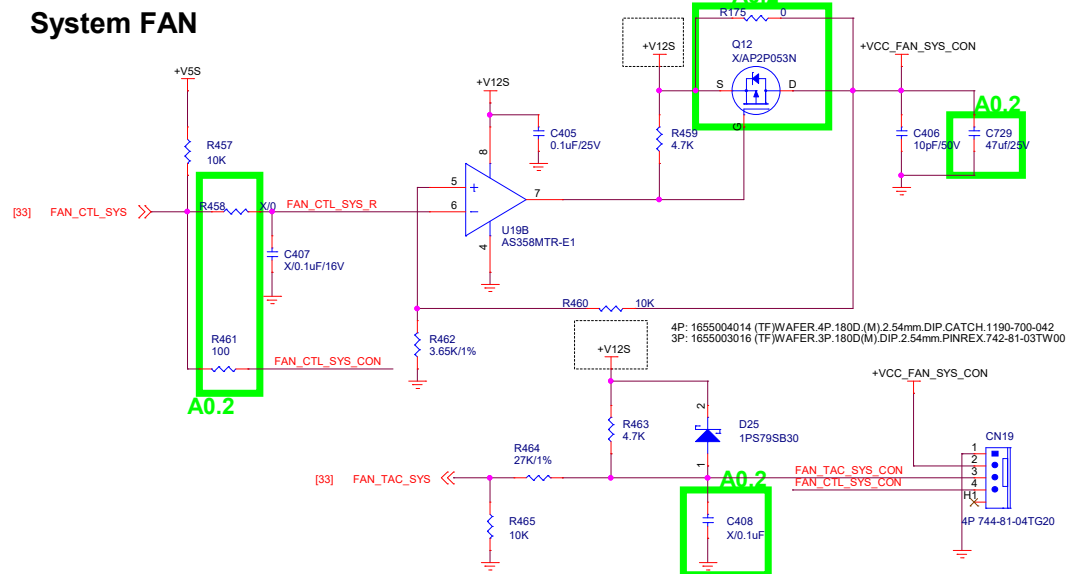 System FAN
A0.2
R175
0
+V12S
Q12
X/AP2P053N
+VCC_FAN_SYS_CON
S
D
G
+V5S
+V12S
A0.2
R457
10K
C405
0.1uF/25V
R459
4.7K
C406
10pF/50V
C729
47uf/25V
8
5
+
7
[33]
FAN_CTL_SYS
R458
X/0
FAN_CTL_SYS_R
6
-
U19B
AS358MTR-E1
4
C407
X/0.1uF/16V
R460
10K
R461
100
R462
3.65K/1%
4P: 1655004014 (TF)WAFER.4P.180D.(M).2.54mm.DIP.CATCH.1190-700-042
3P: 1655003016 (TF)WAFER.3P.180D(M).DIP.2.54mm.PINREX.742-81-03TW00
+V12S
FAN_CTL_SYS_CON
+VCC_FAN_SYS_CON
A0.2
2
R463
4.7K
D25
1PS79SB30
CN19
R464
27K/1%
1
1
2
3
4
H1
FAN_TAC_SYS_CON
[33]
FAN_TAC_SYS
A0.2
FAN_CTL_SYS_CON
R465
10K
C408
X/0.1uF
4P 744-81-04TG20